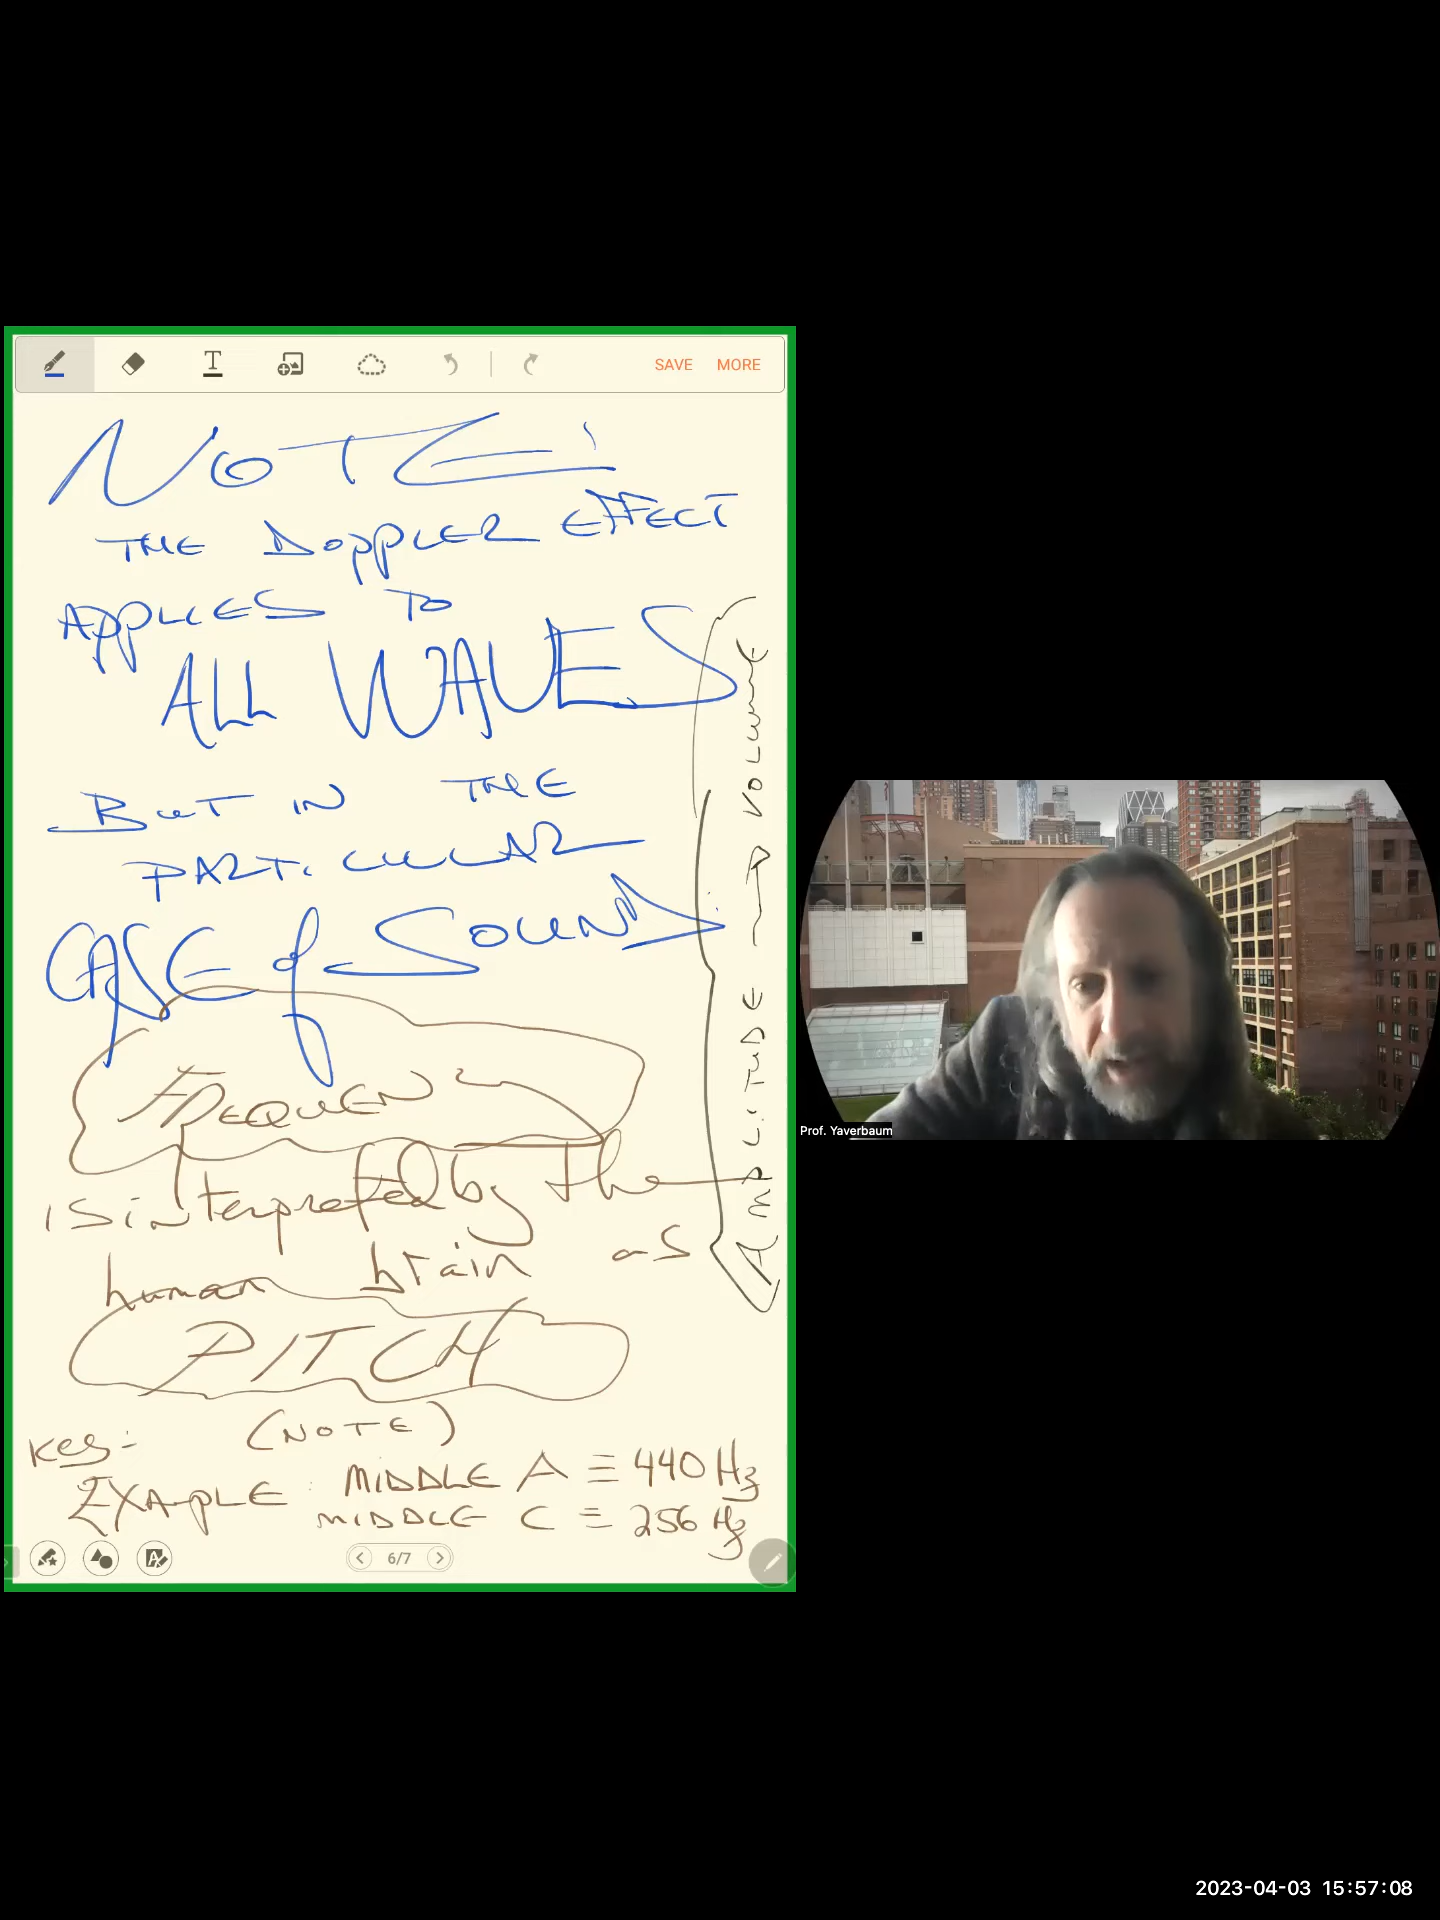 T
SAVE MORE
NOTE:
THE DOPPLER EFFECT
APPLIES TO
ALL WAVES
BUT IN THE
PARTICULAR
CASE of SOUND:
FREQUENCY
is interpreted by the
human brain as
PITCH
(NOTE)
Key:
EXAMPLE: MIDDLE A ≡ 440 Hz
MIDDLE C ≡ 256 Hz
(AMPLITUDE → VOLUME)
A
6/7
Prof. Yaverbaum
2023-04-03 15:57:08